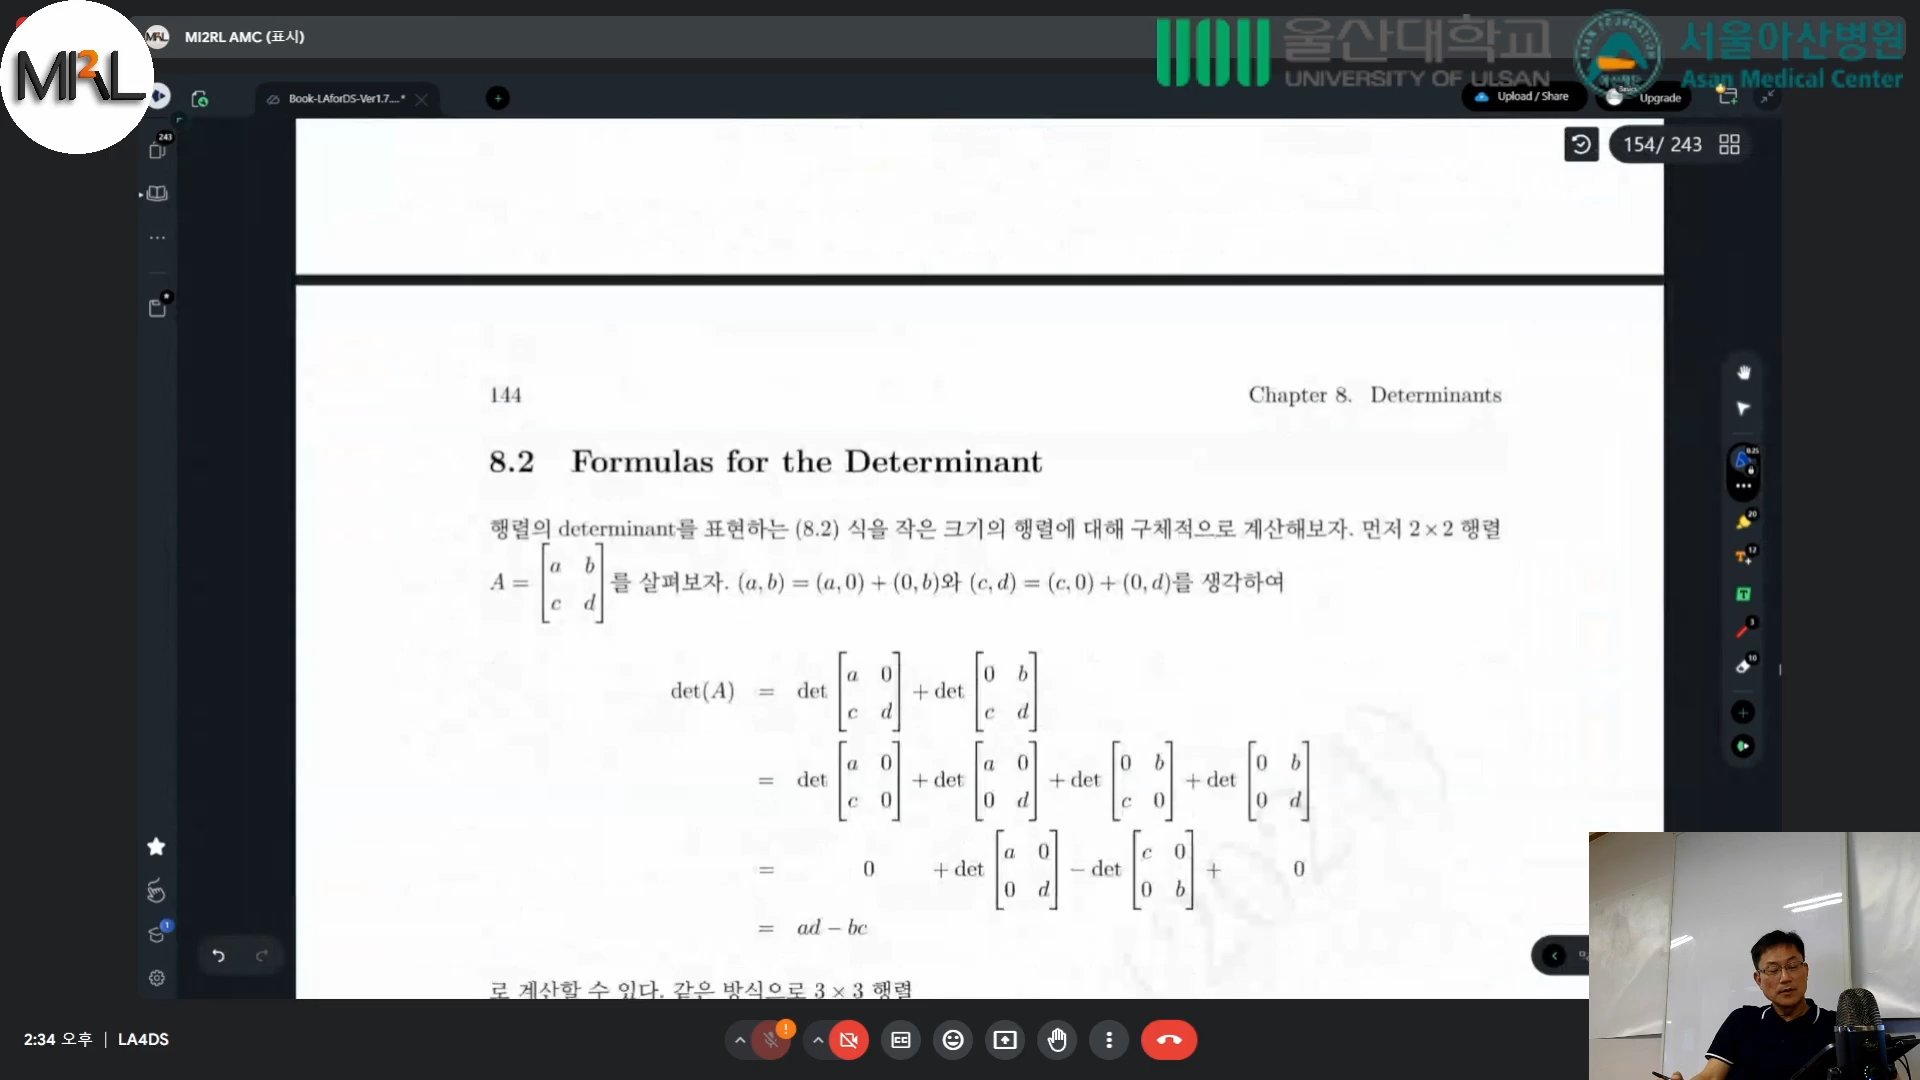 MI2RL
MI2RL AMC (표시)
울산대학교
UNIVERSITY OF ULSAN
서울아산병원
Asan Medical Center
Book-LAforDS-Ver1.7....*
Upload / Share
Upgrade
243
154/ 243
144
Chapter 8. Determinants
8.2 Formulas for the Determinant
행렬의 determinant를 표현하는 (8.2) 식을 작은 크기의 행렬에 대해 구체적으로 계산해보자. 먼저 2 × 2 행렬
A = [a b; c d] 를 살펴보자. (a, b) = (a, 0) + (0, b)와 (c, d) = (c, 0) + (0, d)를 생각하여
det(A) = det [a 0; c d] + det [0 b; c d]
= det [a 0; c 0] + det [a 0; 0 d] + det [0 b; c 0] + det [0 b; 0 d]
= 0 + det [a 0; 0 d] − det [c 0; 0 b] + 0
= ad − bc
로 계산할 수 있다. 같은 방식으로 3 × 3 행렬
2:34 오후 | LA4DS